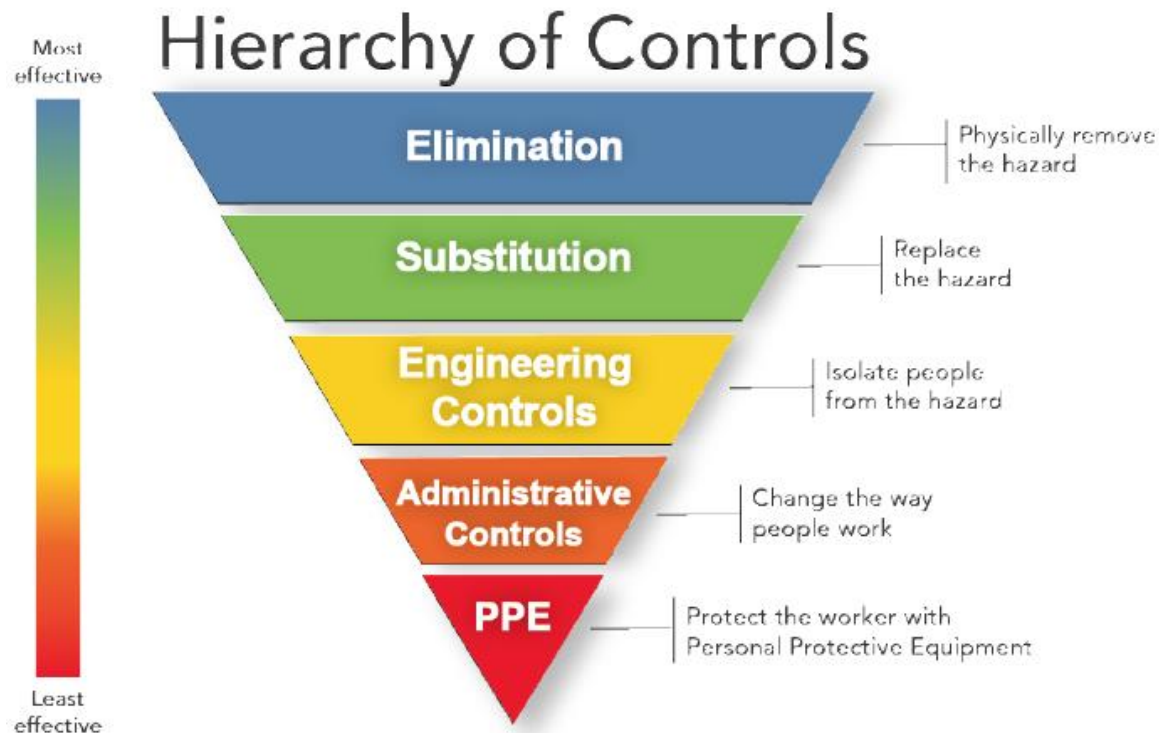 Hierarchy of Controls
Most
effective
Elimination
Physically remove
the hazard
Substitution
Replace
the hazard
Engineering
Controls
Isolate people
from the hazard
Administrative
Controls
Change the way
people work
PPE
Protect the worker with
Personal Protective Equipment
Least
effective